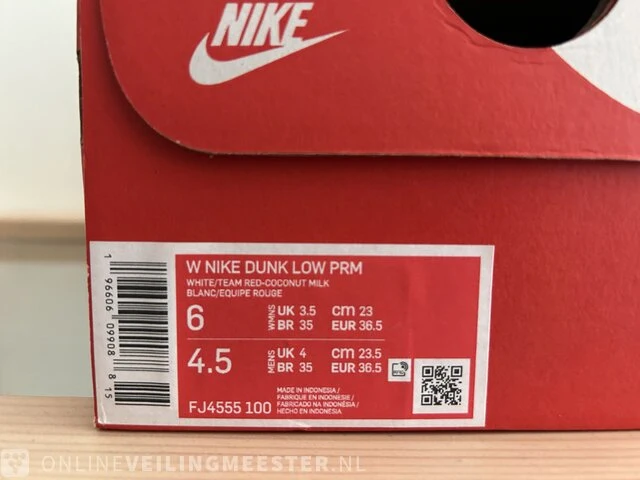 NIKE
W NIKE DUNK LOW PRM
WHITE/TEAM RED-COCONUT MILK
BLANC/EQUIPE ROUGE
6 WMNS UK 3.5 cm 23
BR 35 EUR 36.5
4.5 MENS UK 4 cm 23.5
BR 35 EUR 36.5
FJ4555 100
MADE IN INDONESIA /
FABRIQUE EN INDONESIE /
FABRICADO NA INDONÉSIA /
HECHO EN INDONESIA
1 96606 09908 8 15
ONLINEVEILINGMEESTER.NL